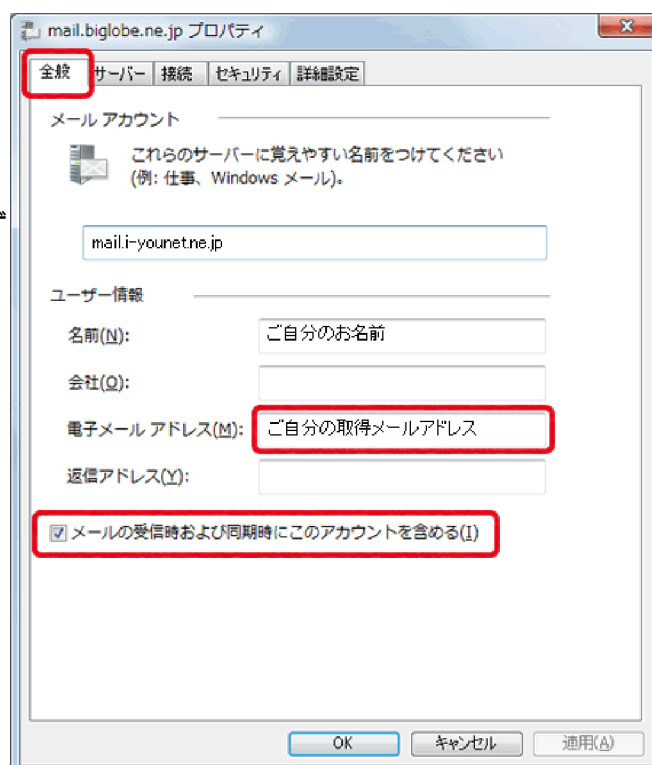 mail.biglobe.ne.jp プロパティ
全般 サーバー 接続 セキュリティ 詳細設定
メール アカウント
これらのサーバーに覚えやすい名前をつけてください
(例: 仕事、Windows メール)。
mail.i-younet.ne.jp
ユーザー情報
名前(N): ご自分のお名前
会社(O):
電子メール アドレス(M): ご自分の取得メールアドレス
返信アドレス(Y):
メールの受信時および同期時にこのアカウントを含める(I)
OK キャンセル 適用(A)